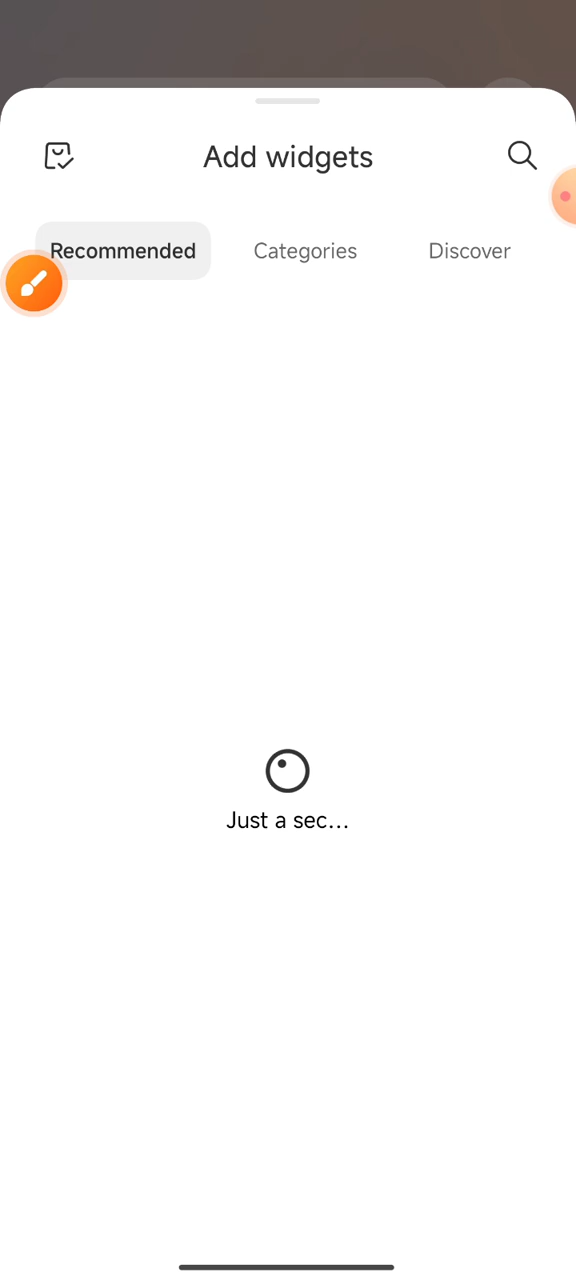 Add widgets
Recommended
Categories
Discover
Just a sec...